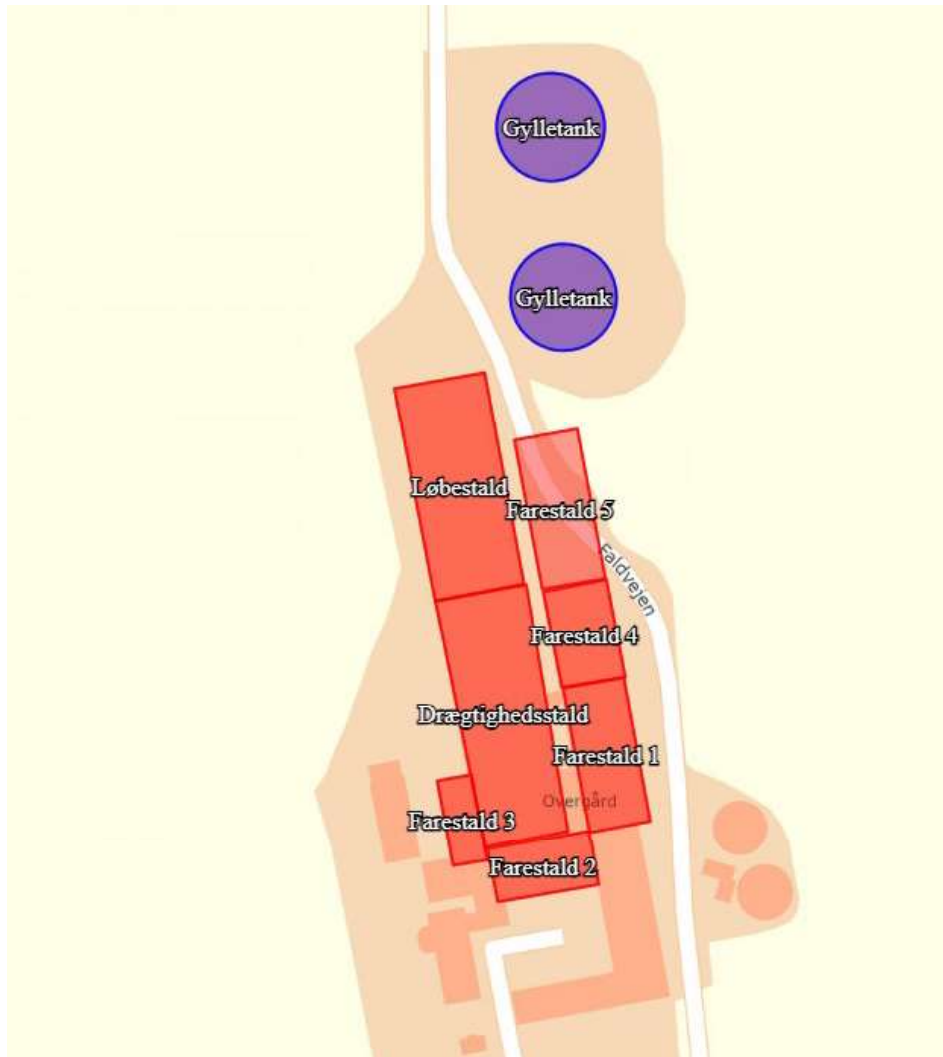 Gylletank
Gylletank
Løbestald
Farestald 5
Faldvejen
Farestald 4
Drægtighedsstald
Farestald 1
Overgård
Farestald 3
Farestald 2